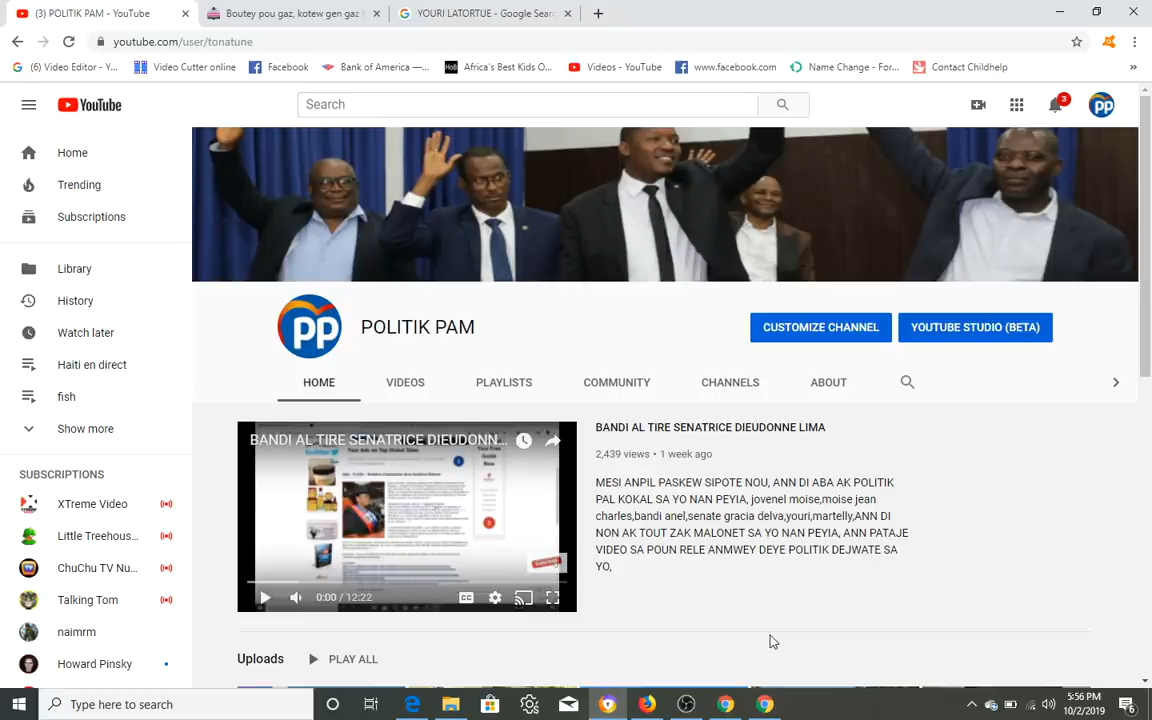 (3) POLITIK PAM - YouTube
Boutey pou gaz, kotew gen gaz
YOURI LATORTUE - Google Sear
youtube.com/user/tonatune
(6) Video Editor - Y...
Video Cutter online
Facebook
Bank of America —...
Africa's Best Kids O...
Videos - YouTube
www.facebook.com
Name Change - For...
Contact Childhelp
YouTube
Search
3
pp
Home
Trending
Subscriptions
Library
History
Watch later
Haiti en direct
fish
Show more
SUBSCRIPTIONS
XTreme Video
Little Treehous...
ChuChu TV Nu...
Talking Tom
naimrm
Howard Pinsky
pp
POLITIK PAM
CUSTOMIZE CHANNEL
YOUTUBE STUDIO (BETA)
HOME
VIDEOS
PLAYLISTS
COMMUNITY
CHANNELS
ABOUT
BANDI AL TIRE SENATRICE DIEUDONN...
0:00 / 12:22
CC
BANDI AL TIRE SENATRICE DIEUDONNE LIMA
2,439 views • 1 week ago
MESI ANPIL PASKEW SIPOTE NOU, ANN DI ABA AK POLITIK
PAL KOKAL SA YO NAN PEYIA, jovenel moise,moise jean
charles,bandi anel,senate gracia delva,youri,martelly,ANN DI
NON AK TOUT ZAK MALONET SA YO NAN PEYIA, ANN PATAJE
VIDEO SA POUN RELE ANMWEY DEYE POLITIK DEJWATE SA
YO,
Uploads
PLAY ALL
Type here to search
5:56 PM
10/2/2019
6